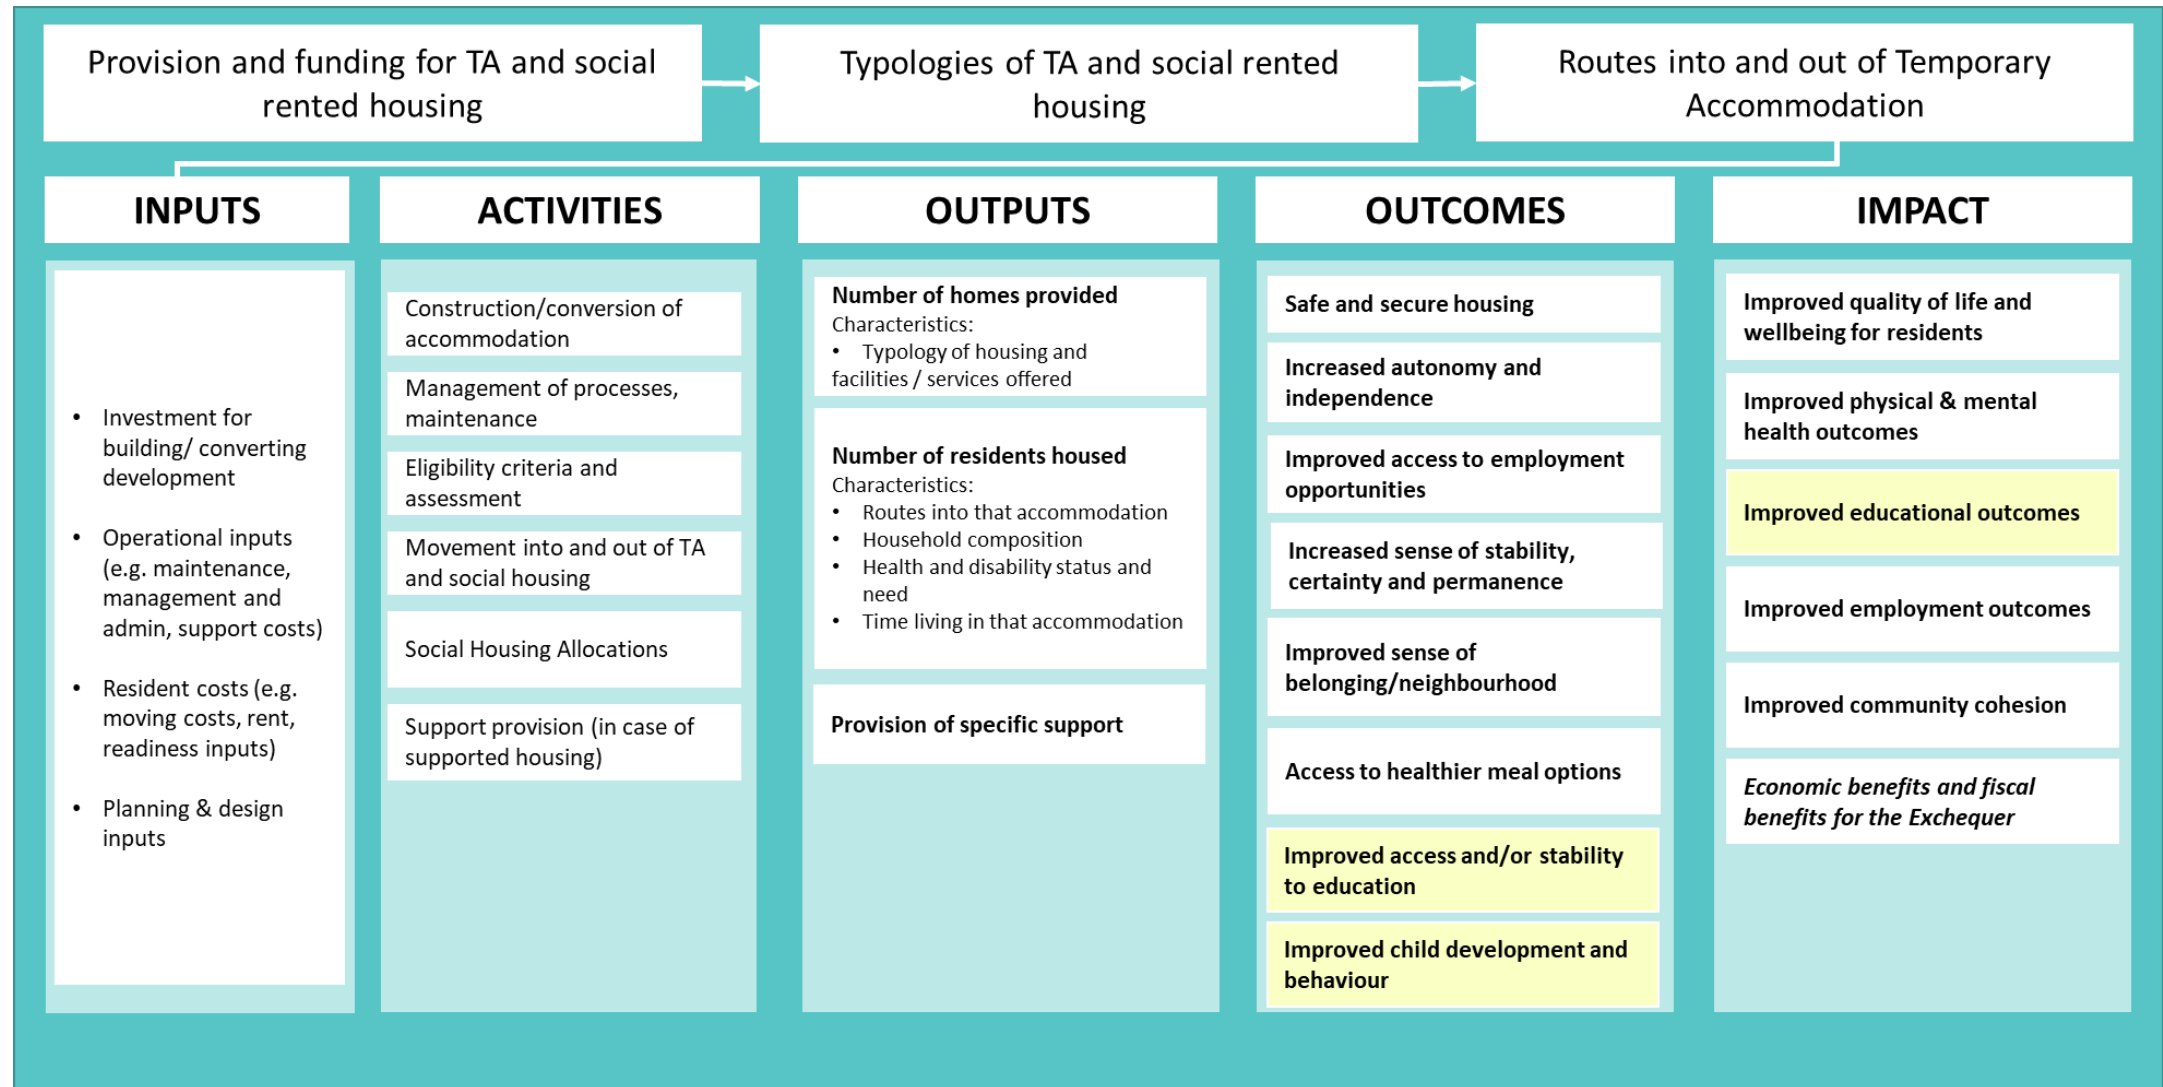 Provision and funding for TA and social
rented housing
Typologies of TA and social rented
housing
Routes into and out of Temporary
Accommodation
INPUTS
ACTIVITIES
OUTPUTS
OUTCOMES
IMPACT
• Investment for
building/ converting
development
• Operational inputs
(e.g. maintenance,
management and
admin, support costs)
• Resident costs (e.g.
moving costs, rent,
readiness inputs)
• Planning & design
inputs
Construction/conversion of
accommodation
Management of processes,
maintenance
Eligibility criteria and
assessment
Movement into and out of TA
and social housing
Social Housing Allocations
Support provision (in case of
supported housing)
Number of homes provided
Characteristics:
• Typology of housing and
facilities / services offered
Number of residents housed
Characteristics:
• Routes into that accommodation
• Household composition
• Health and disability status and
need
• Time living in that accommodation
Provision of specific support
Safe and secure housing
Increased autonomy and
independence
Improved access to employment
opportunities
Increased sense of stability,
certainty and permanence
Improved sense of
belonging/neighbourhood
Access to healthier meal options
Improved access and/or stability
to education
Improved child development and
behaviour
Improved quality of life and
wellbeing for residents
Improved physical & mental
health outcomes
Improved educational outcomes
Improved employment outcomes
Improved community cohesion
Economic benefits and fiscal
benefits for the Exchequer